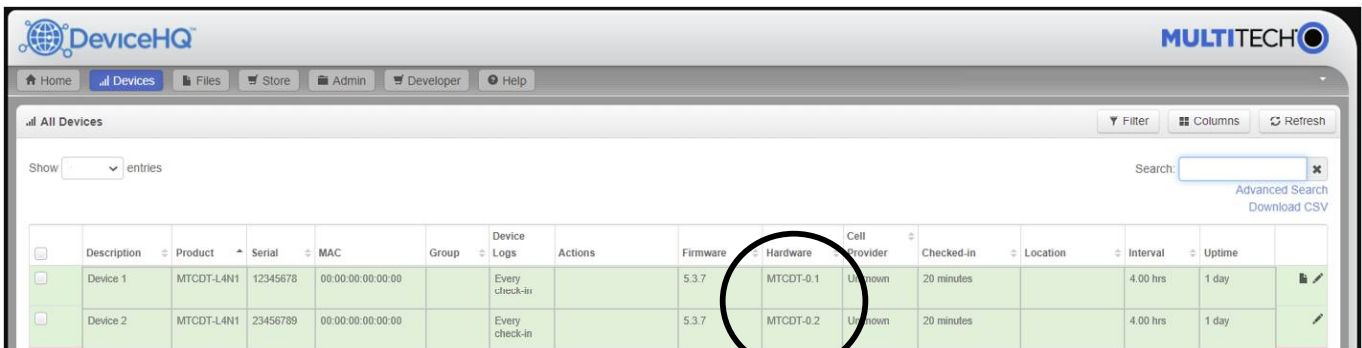 DeviceHQ™
MULTITECH
Home Devices Files Store Admin Developer Help
All Devices Filter Columns Refresh
Show entries Search:
Advanced Search
Download CSV
Description Product Serial MAC Group Device Logs Actions Firmware Hardware Cell Provider Checked-in Location Interval Uptime
Device 1 MTCDT-L4N1 12345678 00:00:00:00:00:00 Every check-in 5.3.7 MTCDT-0.1 Unknown 20 minutes 4.00 hrs 1 day
Device 2 MTCDT-L4N1 23456789 00:00:00:00:00:00 Every check-in 5.3.7 MTCDT-0.2 Unknown 20 minutes 4.00 hrs 1 day